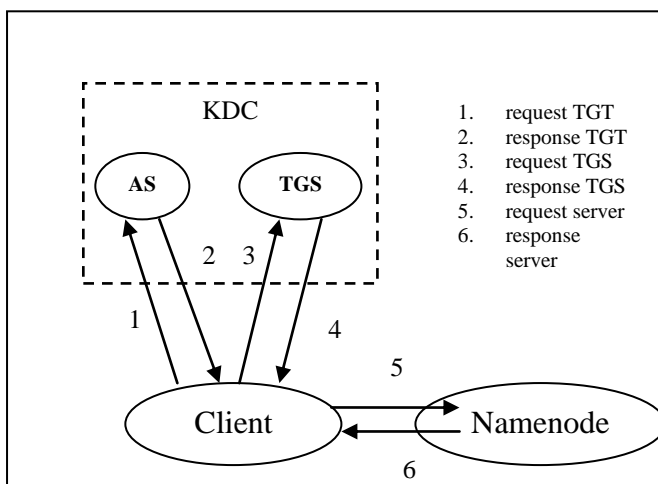 KDC
AS
TGS
1. request TGT
2. response TGT
3. request TGS
4. response TGS
5. request server
6. response
server
2
3
1
4
5
Client
Namenode
6